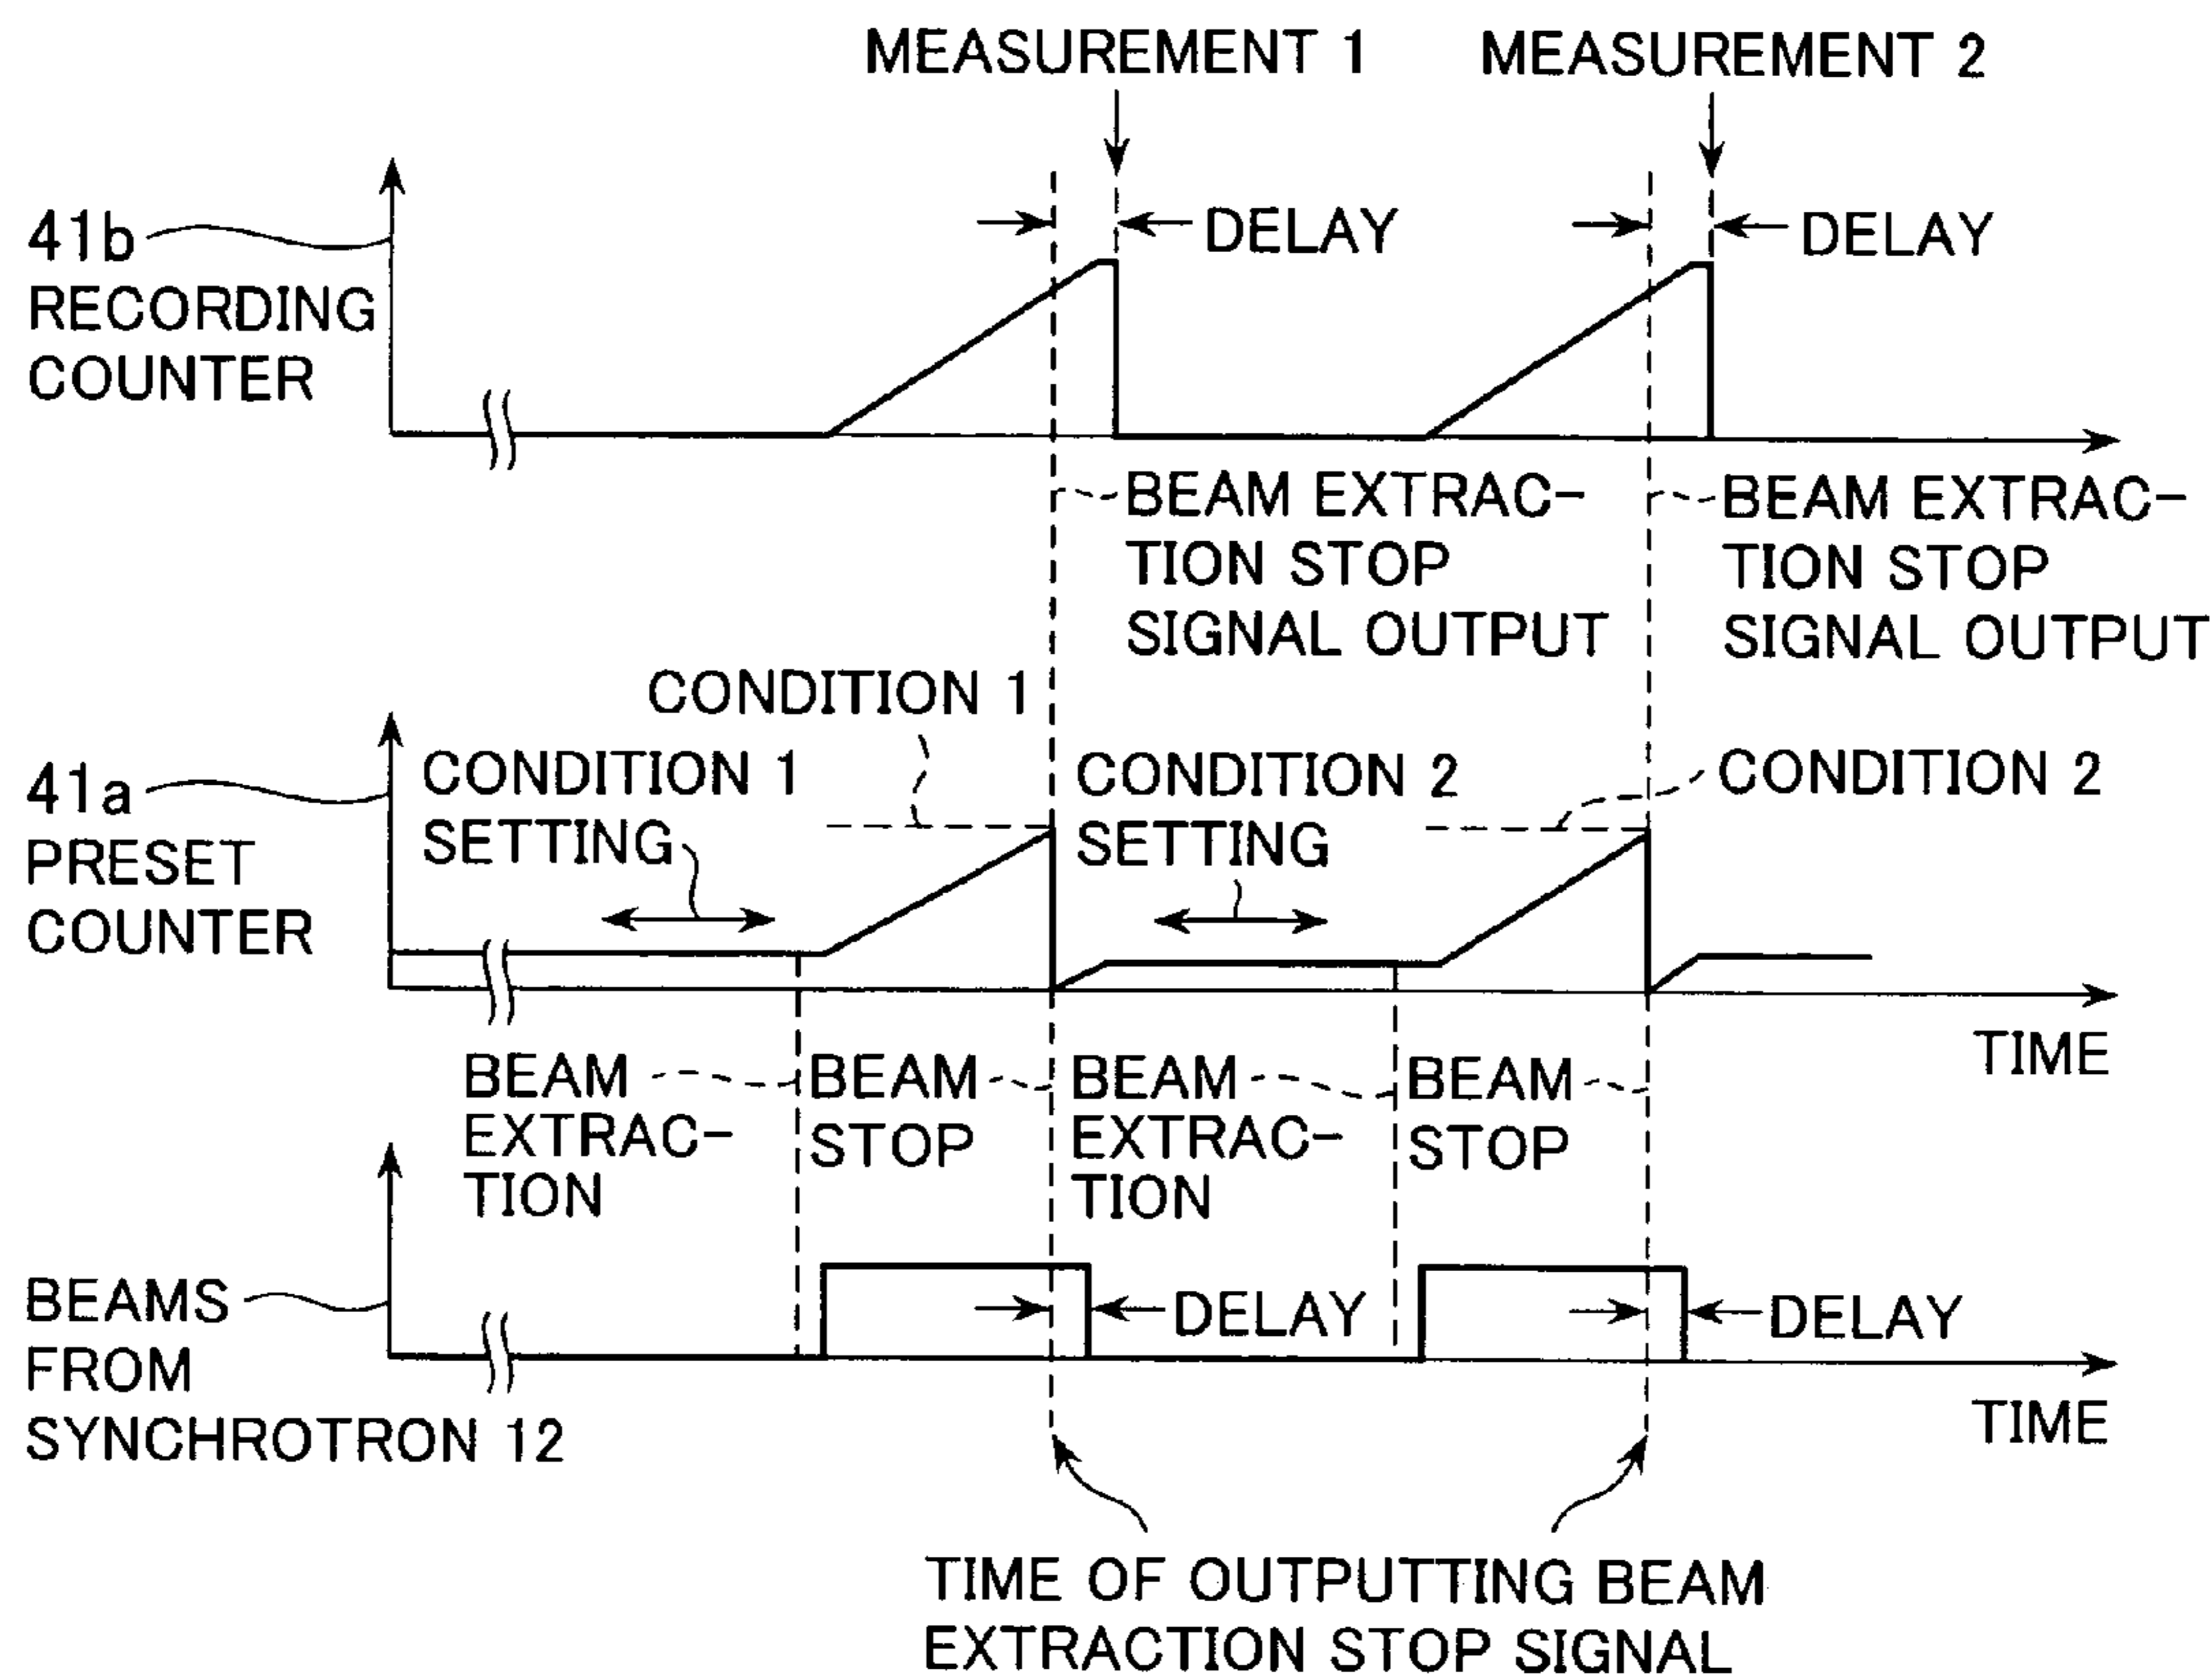 MEASUREMENT 1
MEASUREMENT 2
DELAY
DELAY
41b
RECORDING
COUNTER
BEAM EXTRAC-
TION STOP
SIGNAL OUTPUT
BEAM EXTRAC-
TION STOP
SIGNAL OUTPUT
CONDITION 1
CONDITION 1
SETTING
CONDITION 2
SETTING
CONDITION 2
41a
PRESET
COUNTER
TIME
BEAM
EXTRAC-
TION
BEAM
STOP
BEAM
EXTRAC-
TION
BEAM
STOP
BEAMS
FROM
SYNCHROTRON 12
DELAY
DELAY
TIME
TIME OF OUTPUTTING BEAM
EXTRACTION STOP SIGNAL